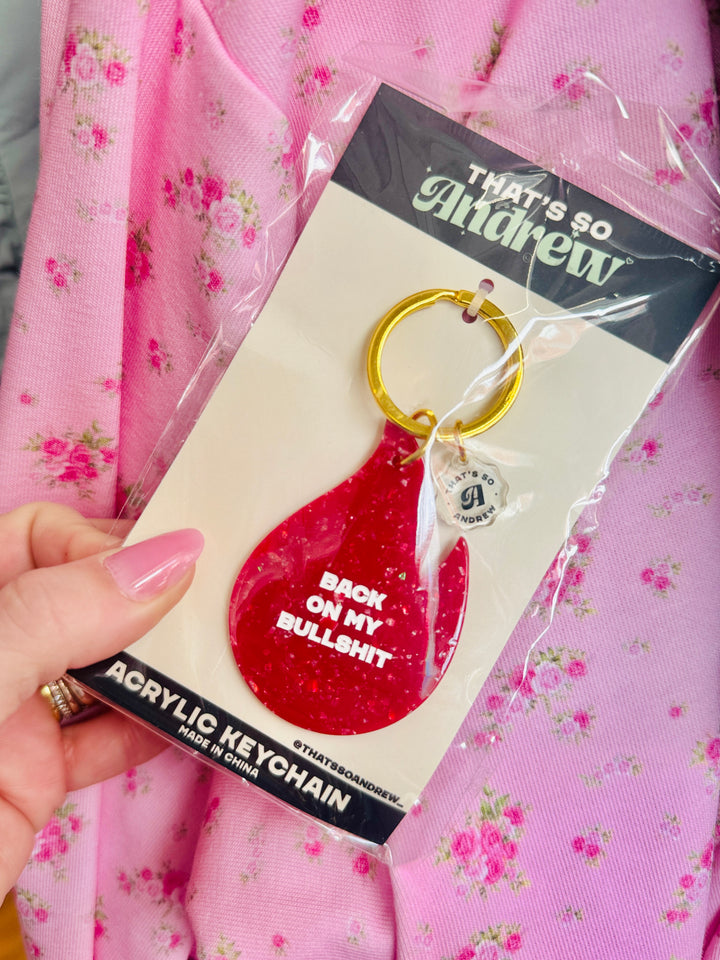 THAT'S SO
Andrew
THAT'S SO
A
ANDREW
BACK
ON MY
BULLSHIT
ACRYLIC KEYCHAIN
MADE IN CHINA
@THATSSOANDREW_